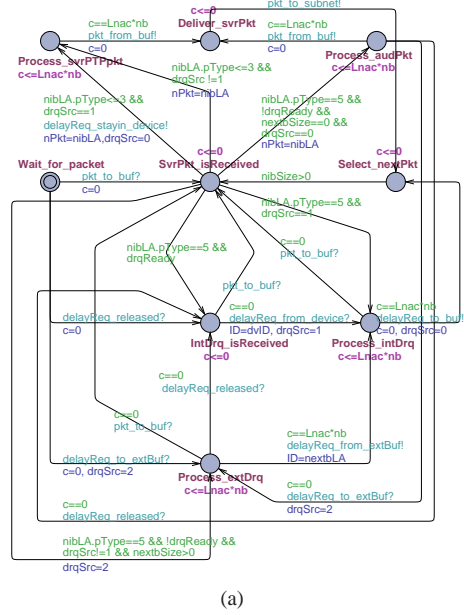 pkt_to_subnet!
c<=0
Deliver_svrPkt
c==Lnac*nb
pkt_from_buf!
c=0
c==Lnac*nb
pkt_from_buf!
c=0
Process_svrPTPpkt
c<=Lnac*nb
Process_audPkt
c<=Lnac*nb
nibLA.pType<=3 &&
drqSrc !=1
nPkt=nibLA
nibLA.pType<=3 &&
drqSrc==1
delayReq_stayin_device!
nPkt=nibLA,drqSrc=0
nibLA.pType==5 &&
!drqReady &&
nextbSize==0 &&
drqSrc==0
nPkt=nibLA
Wait_for_packet
c<=0
SvrPkt_isReceived
c<=0
Select_nextPkt
pkt_to_buf?
c=0
nibSize>0
nibLA.pType==5 &&
drqSrc==1
nibLA.pType==5 &&
drqReady
c==0
pkt_to_buf?
pkt_to_buf?
delayReq_released?
c=0
c==0
delayReq_from_device?
ID=dvID, drqSrc=1
c==Lnac*nb
delayReq_to_buf!
c=0, drqSrc=0
IntDrq_isReceived
c<=0
Process_intDrq
c<=Lnac*nb
c==0
delayReq_released?
c==0
pkt_to_buf?
c==Lnac*nb
delayReq_from_extBuf!
ID=nextbLA
delayReq_to_extBuf?
c=0, drqSrc=2
Process_extDrq
c<=Lnac*nb
c==0
delayReq_to_extBuf?
drqSrc=2
c==0
delayReq_released?
nibLA.pType==5 && !drqReady &&
drqSrc!=1 && nextbSize>0
drqSrc=2
(a)